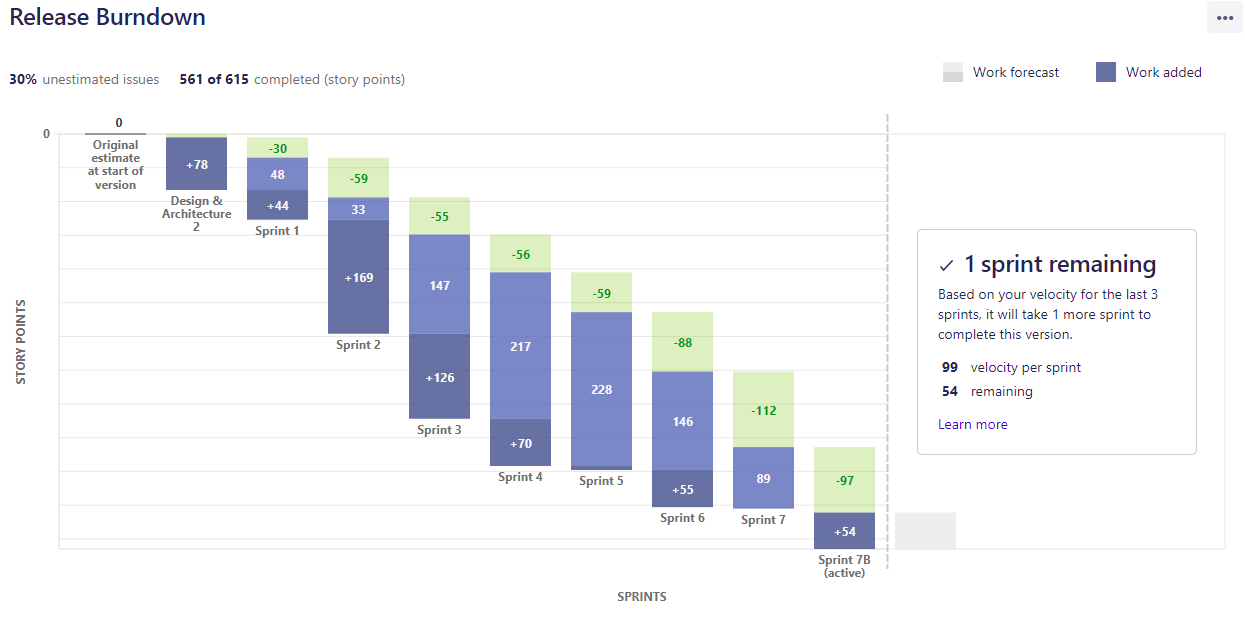 Release Burndown
•••
30% unestimated issues 561 of 615 completed (story points)
Work forecast Work added
0
0
Original
estimate
at start of
version
+78
Design &
Architecture
2
-30
48
+44
Sprint 1
-59
33
+169
Sprint 2
-55
147
+126
Sprint 3
-56
217
+70
Sprint 4
-59
228
Sprint 5
-88
146
+55
Sprint 6
-112
89
Sprint 7
-97
+54
Sprint 7B
(active)
STORY POINTS
SPRINTS
✓ 1 sprint remaining
Based on your velocity for the last 3
sprints, it will take 1 more sprint to
complete this version.
99 velocity per sprint
54 remaining
Learn more